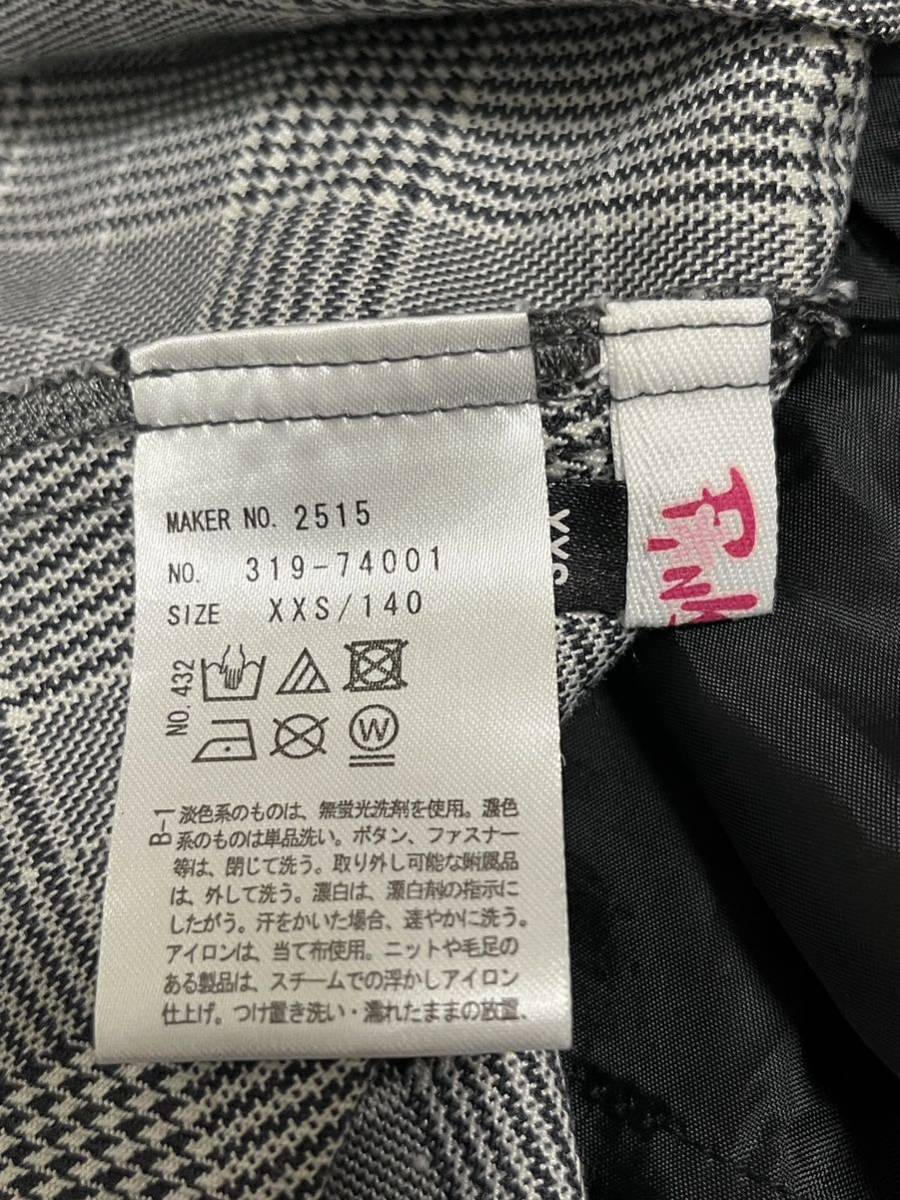 MAKER NO. 2515
NO. 319-74001
SIZE XXS/140
NO. 432
W
B-1
淡色系のものは、無蛍光洗剤を使用。濃色
系のものは単品洗い。ボタン、ファスナー
等は、閉じて洗う。取り外し可能な附属品
は、外して洗う。漂白は、漂白剤の指示に
したがう。汗をかいた場合、速やかに洗う。
アイロンは、当て布使用。ニットや毛足の
ある製品は、スチームでの浮かしアイロン
仕上げ。つけ置き洗い・濡れたままの放置、
XXS